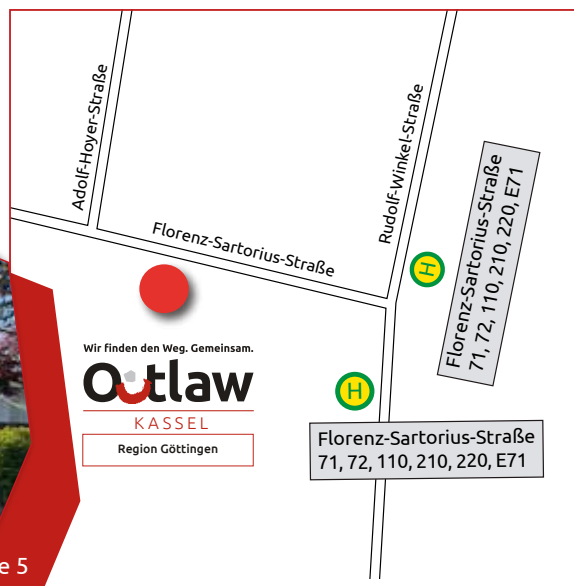 Adolf-Hoyer-Straße
Rudolf-Winkel-Straße
Florenz-Sartorius-Straße
H
Florenz-Sartorius-Straße
71, 72, 110, 210, 220, E71
Wir finden den Weg. Gemeinsam.
Outlaw
KASSEL
Region Göttingen
H
Florenz-Sartorius-Straße
71, 72, 110, 210, 220, E71
5